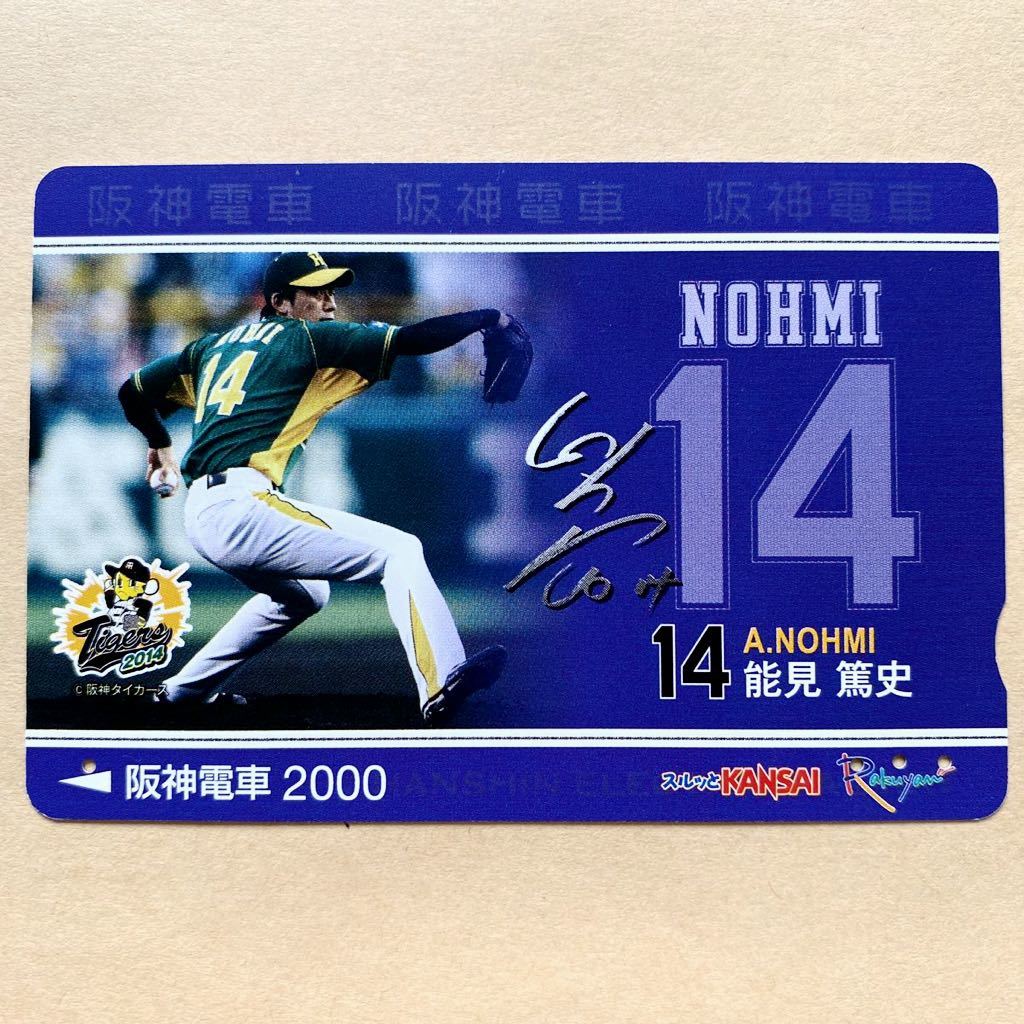 阪神電車 阪神電車 阪神電車
NOHMI
14
14
14 A.NOHMI
能見 篤史
Tigers
2014
© 阪神タイガース
阪神電車 2000
スルッとKANSAI Rakuyan